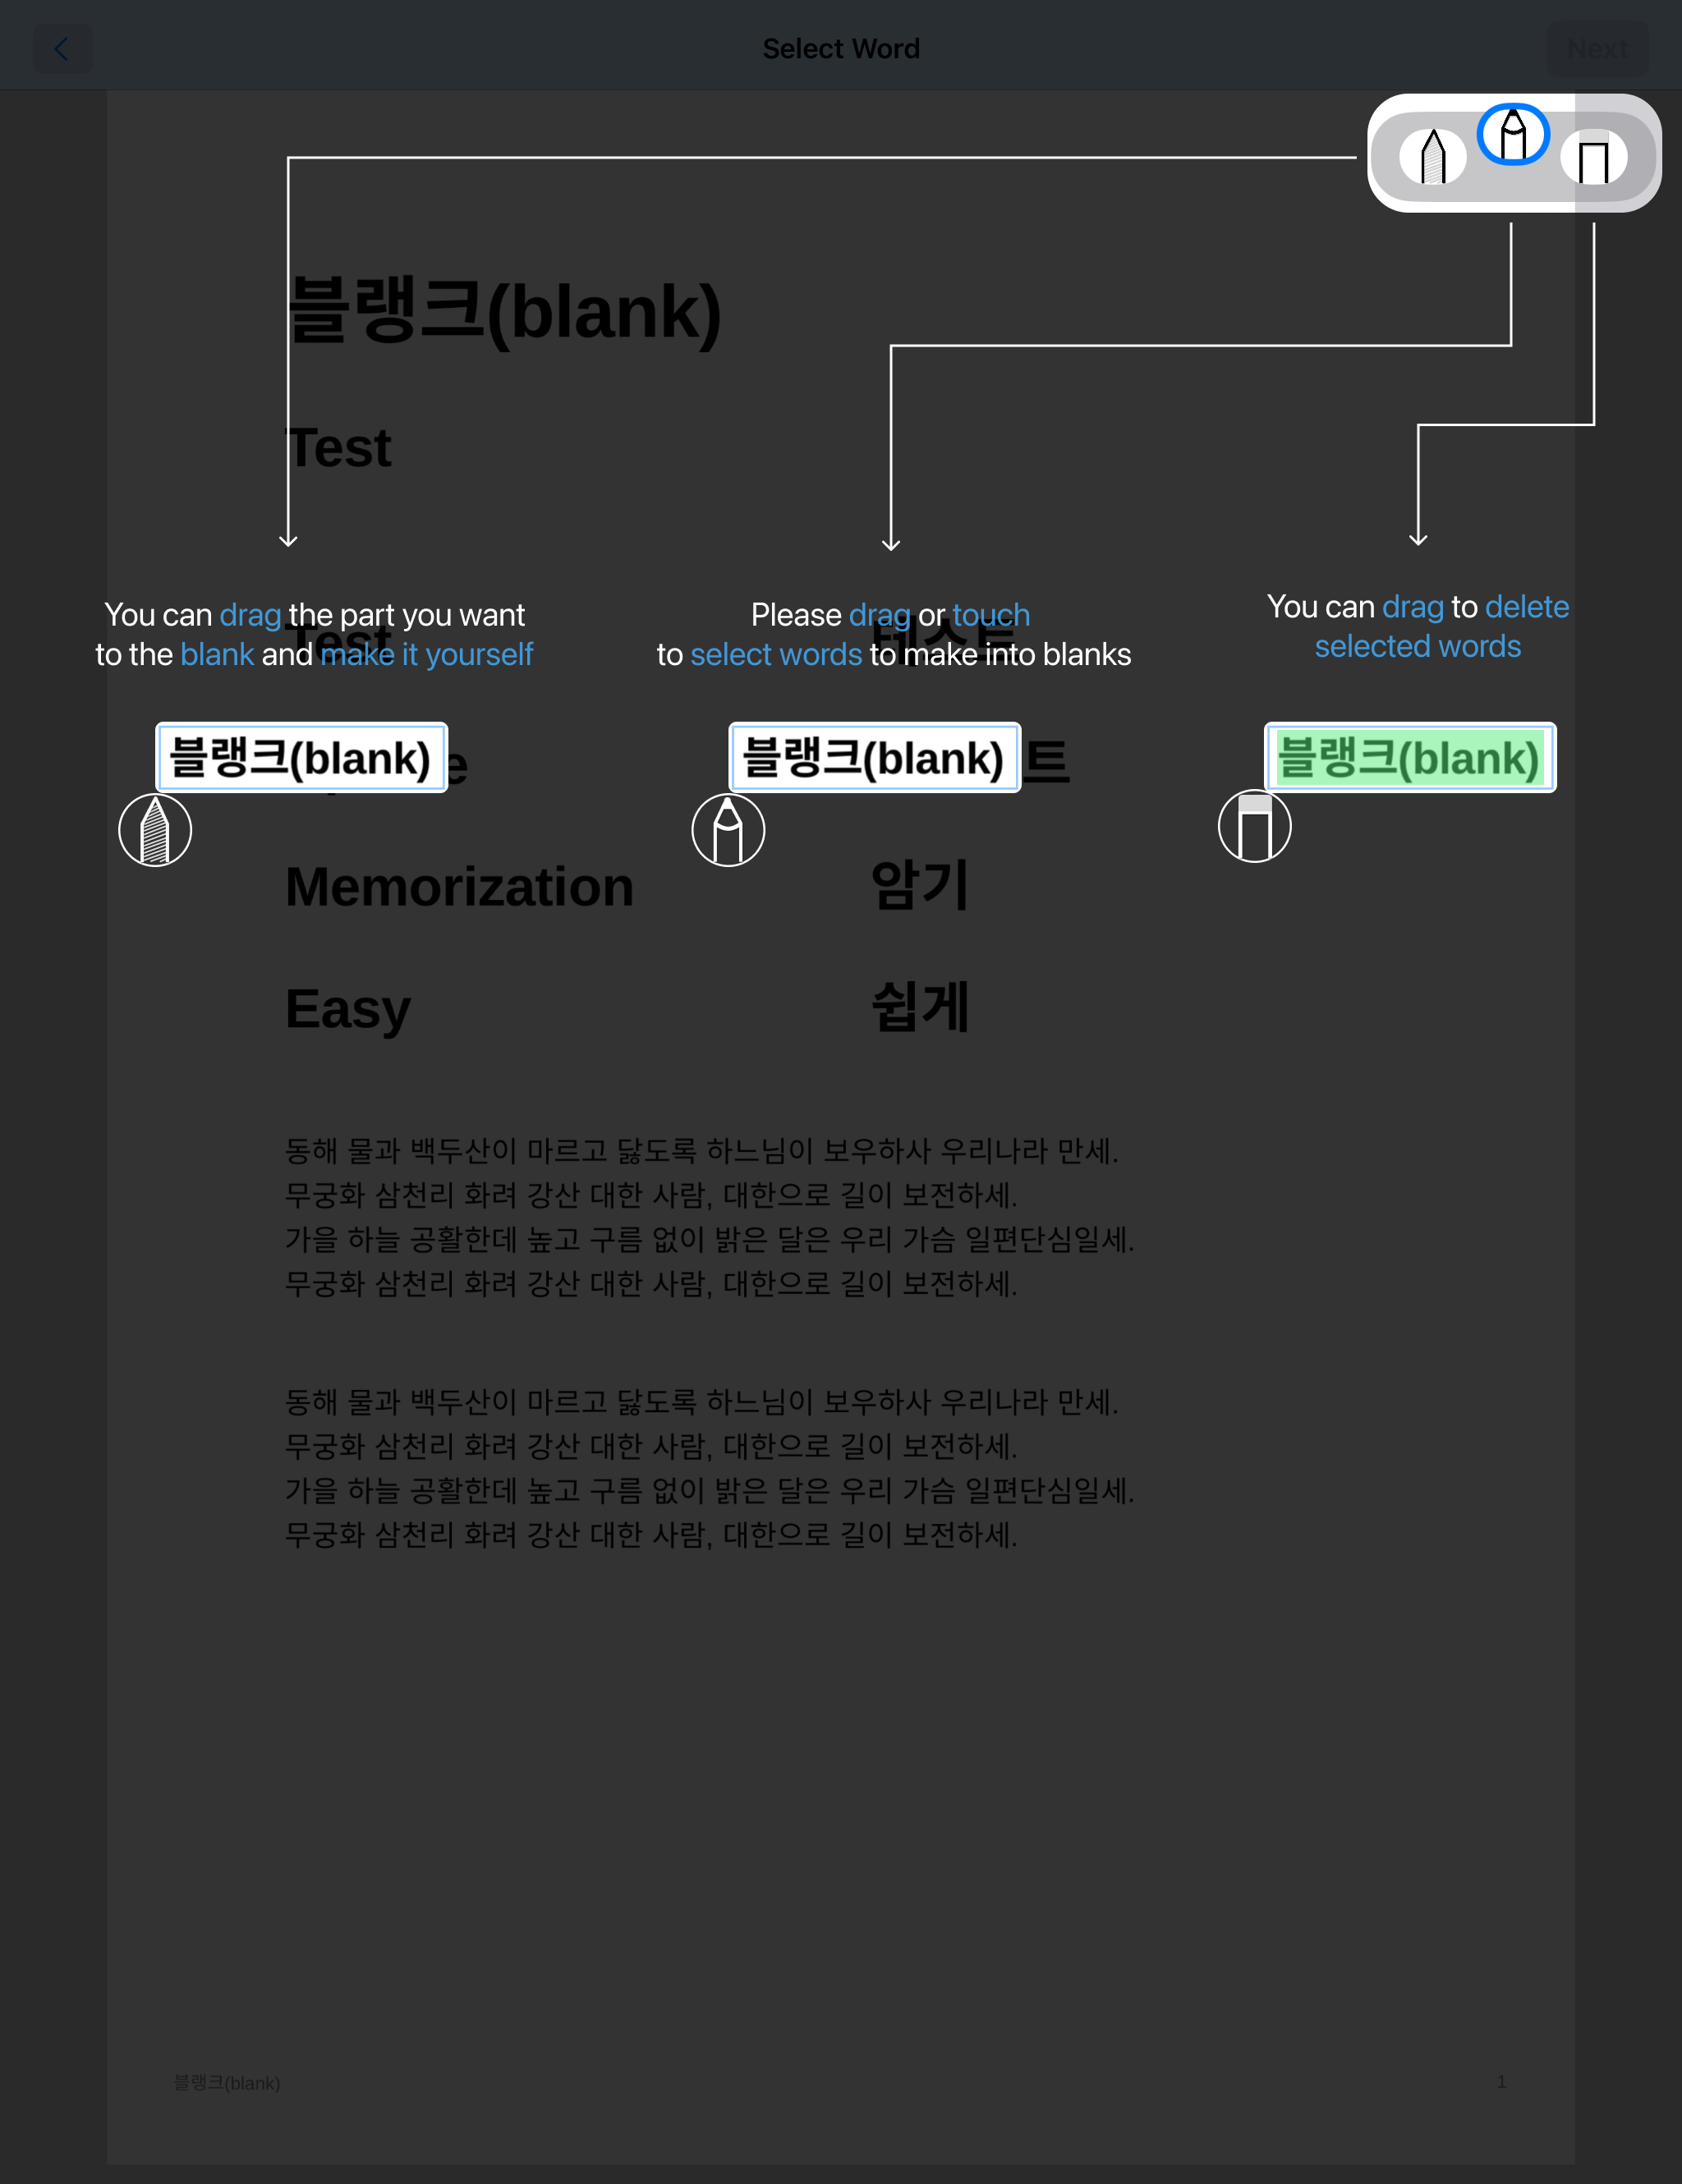 Select Word
Next
블랭크(blank)
Test
You can drag the part you want
to the blank and make it yourself
Please drag or touch
to select words to make into blanks
You can drag to delete
selected words
Test
테스트
블랭크(blank)
블랭크(blank)
블랭크(blank)
Memorization
암기
Easy
쉽게
동해 물과 백두산이 마르고 닳도록 하느님이 보우하사 우리나라 만세.
무궁화 삼천리 화려 강산 대한 사람, 대한으로 길이 보전하세.
가을 하늘 공활한데 높고 구름 없이 밝은 달은 우리 가슴 일편단심일세.
무궁화 삼천리 화려 강산 대한 사람, 대한으로 길이 보전하세.
동해 물과 백두산이 마르고 닳도록 하느님이 보우하사 우리나라 만세.
무궁화 삼천리 화려 강산 대한 사람, 대한으로 길이 보전하세.
가을 하늘 공활한데 높고 구름 없이 밝은 달은 우리 가슴 일편단심일세.
무궁화 삼천리 화려 강산 대한 사람, 대한으로 길이 보전하세.
블랭크(blank)
1